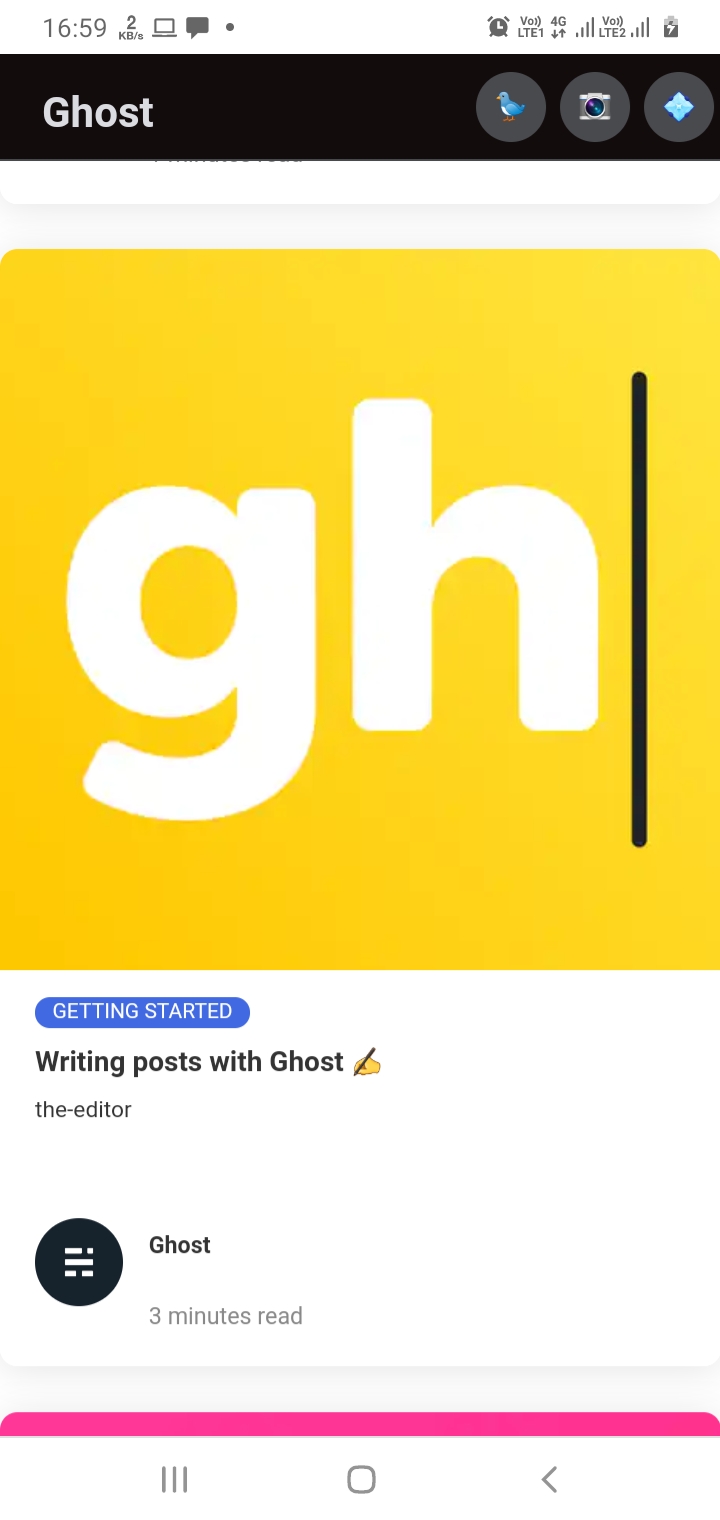 16:59
2
KB/s
Vo))
LTE1
4G
Vo))
LTE2
Ghost
minutes read
gh
GETTING STARTED
Writing posts with Ghost ✍️
the-editor
Ghost
3 minutes read